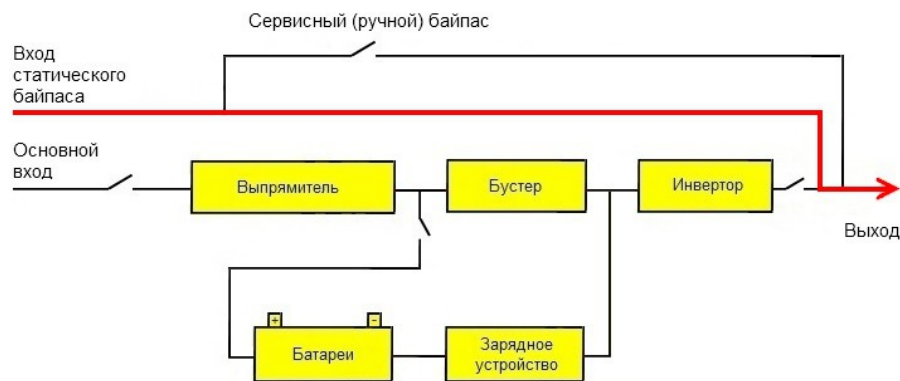 Сервисный (ручной) байпас
Вход
статического
байпаса
Основной
вход
Выпрямитель
Бустер
Инвертор
Выход
+
-
Батареи
Зарядное
устройство